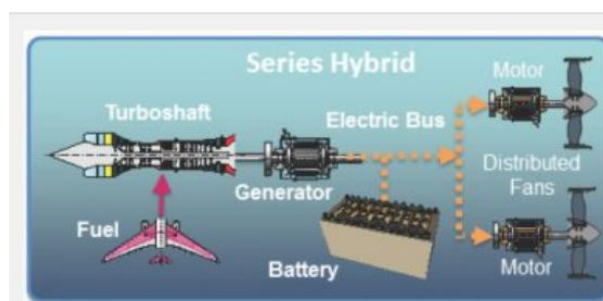 Series Hybrid
Motor
Turboshaft
Electric Bus
Distributed
Fans
Generator
Fuel
Battery
Motor